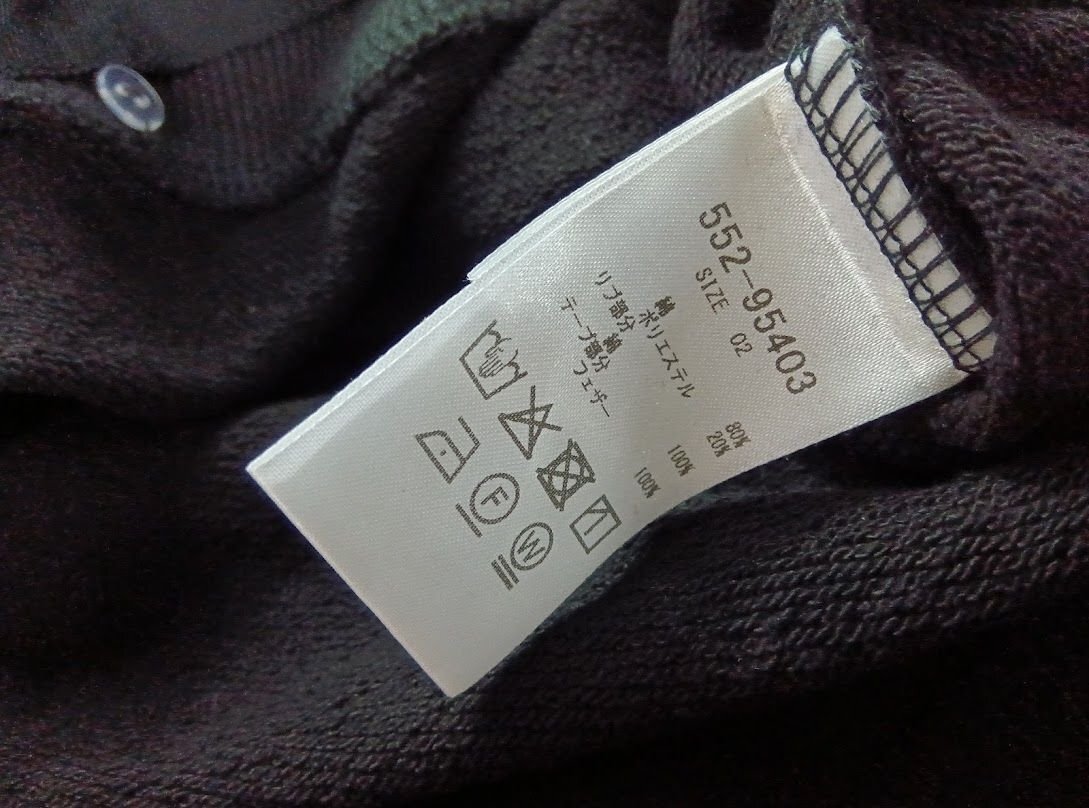 552-95403
SIZE 02
綿 80%
ポリエステル 20%
リブ部分 綿 100%
テープ部分 フェザー 100%
F
W